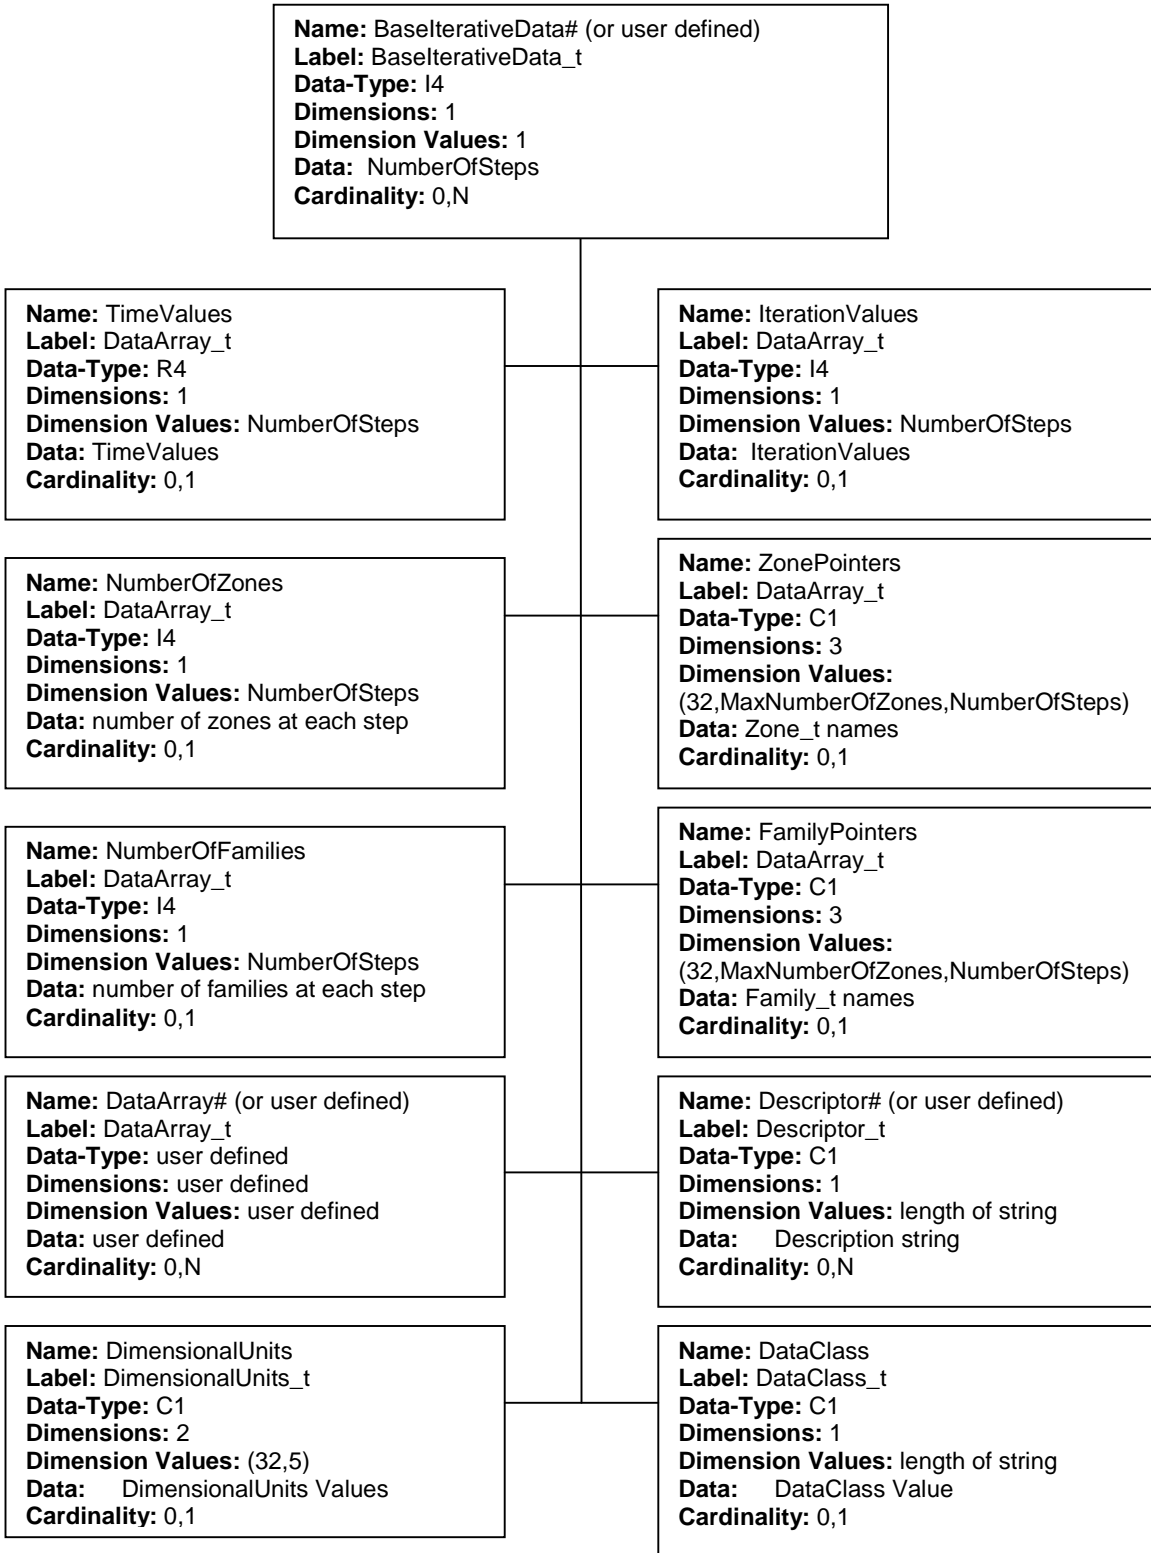 Name: BaseIterativeData# (or user defined)
Label: BaseIterativeData_t
Data-Type: I4
Dimensions: 1
Dimension Values: 1
Data: NumberOfSteps
Cardinality: 0,N
Name: TimeValues
Label: DataArray_t
Data-Type: R4
Dimensions: 1
Dimension Values: NumberOfSteps
Data: TimeValues
Cardinality: 0,1
Name: IterationValues
Label: DataArray_t
Data-Type: I4
Dimensions: 1
Dimension Values: NumberOfSteps
Data: IterationValues
Cardinality: 0,1
Name: NumberOfZones
Label: DataArray_t
Data-Type: I4
Dimensions: 1
Dimension Values: NumberOfSteps
Data: number of zones at each step
Cardinality: 0,1
Name: ZonePointers
Label: DataArray_t
Data-Type: C1
Dimensions: 3
Dimension Values:
(32,MaxNumberOfZones,NumberOfSteps)
Data: Zone_t names
Cardinality: 0,1
Name: NumberOfFamilies
Label: DataArray_t
Data-Type: I4
Dimensions: 1
Dimension Values: NumberOfSteps
Data: number of families at each step
Cardinality: 0,1
Name: FamilyPointers
Label: DataArray_t
Data-Type: C1
Dimensions: 3
Dimension Values:
(32,MaxNumberOfZones,NumberOfSteps)
Data: Family_t names
Cardinality: 0,1
Name: DataArray# (or user defined)
Label: DataArray_t
Data-Type: user defined
Dimensions: user defined
Dimension Values: user defined
Data: user defined
Cardinality: 0,N
Name: Descriptor# (or user defined)
Label: Descriptor_t
Data-Type: C1
Dimensions: 1
Dimension Values: length of string
Data: Description string
Cardinality: 0,N
Name: DimensionalUnits
Label: DimensionalUnits_t
Data-Type: C1
Dimensions: 2
Dimension Values: (32,5)
Data: DimensionalUnits Values
Cardinality: 0,1
Name: DataClass
Label: DataClass_t
Data-Type: C1
Dimensions: 1
Dimension Values: length of string
Data: DataClass Value
Cardinality: 0,1